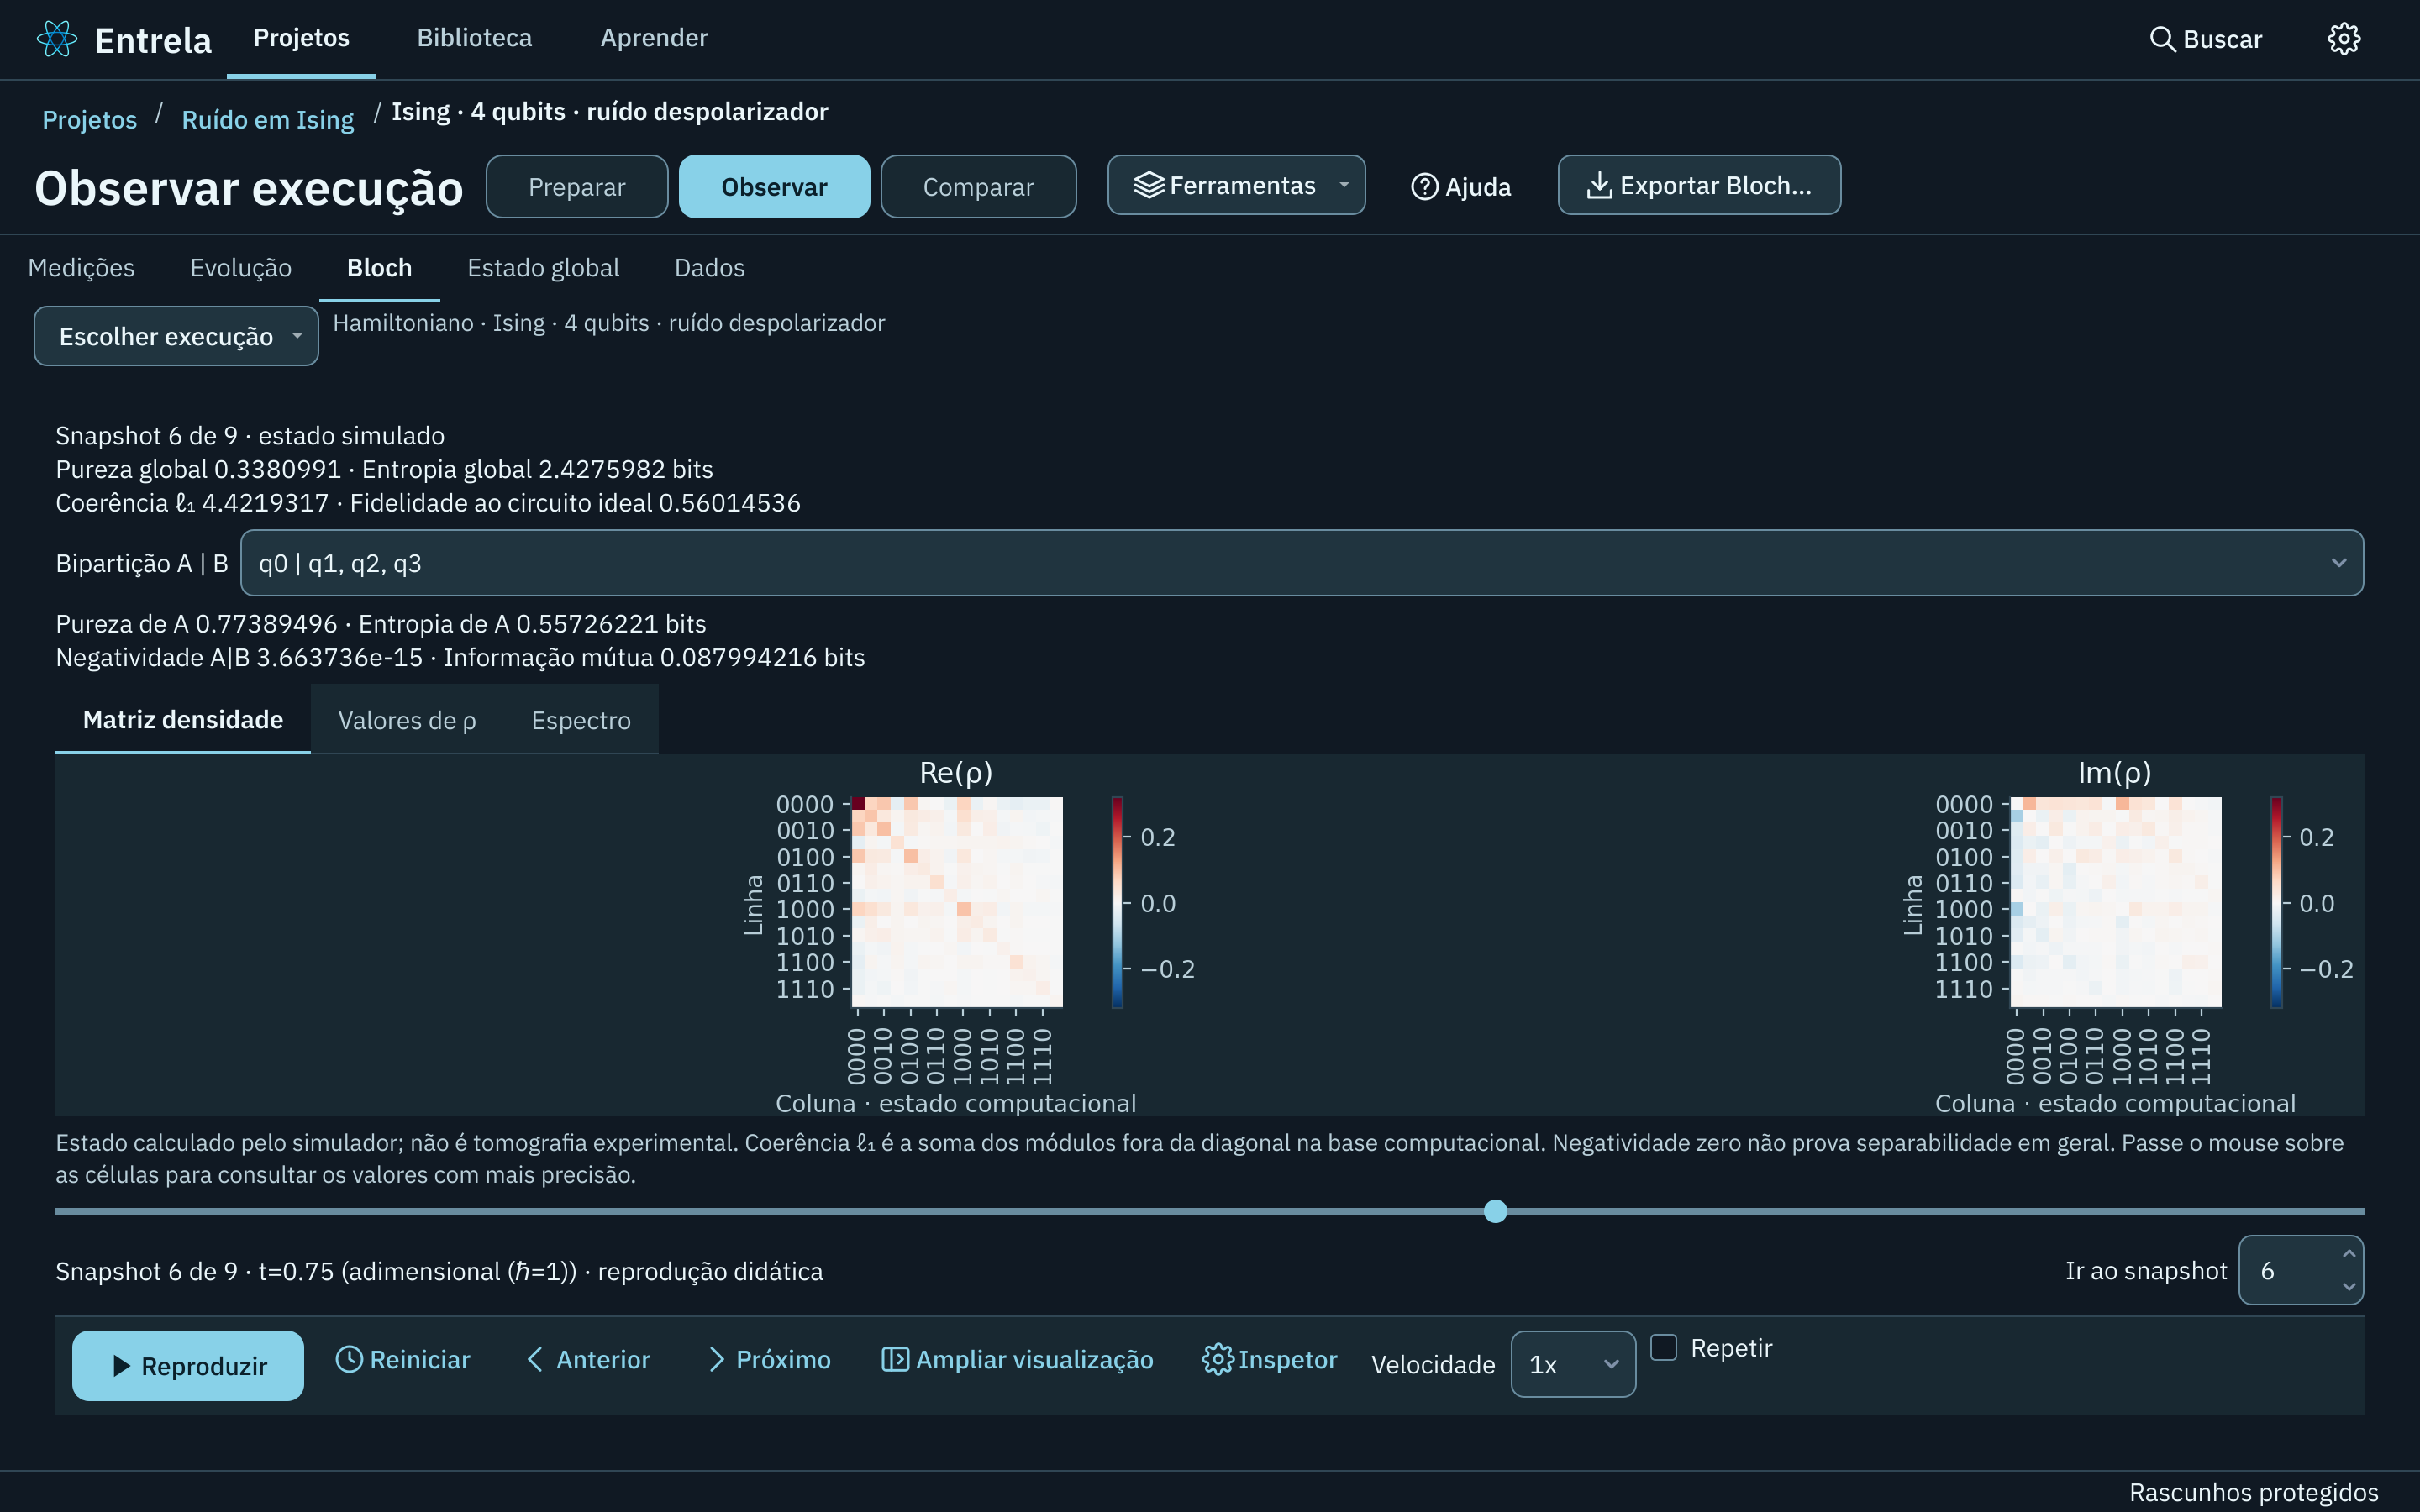 Entrela
Projetos
Biblioteca
Aprender
Buscar
Projetos / Ruído em Ising / Ising · 4 qubits · ruído despolarizador
Observar execução
Preparar
Observar
Comparar
Ferramentas
Ajuda
Exportar Bloch...
Medições
Evolução
Bloch
Estado global
Dados
Escolher execução
Hamiltoniano · Ising · 4 qubits · ruído despolarizador
Snapshot 6 de 9 · estado simulado
Pureza global 0.3380991 · Entropia global 2.4275982 bits
Coerência ℓ₁ 4.4219317 · Fidelidade ao circuito ideal 0.56014536
Bipartição A | B
q0 | q1, q2, q3
Pureza de A 0.77389496 · Entropia de A 0.55726221 bits
Negatividade A|B 3.663736e-15 · Informação mútua 0.087994216 bits
Matriz densidade
Valores de ρ
Espectro
Re(ρ)
Linha
0000
0010
0100
0110
1000
1010
1100
1110
0000
0010
0100
0110
1000
1010
1100
1110
Coluna · estado computacional
0.2
0.0
−0.2
Im(ρ)
Linha
0000
0010
0100
0110
1000
1010
1100
1110
0000
0010
0100
0110
1000
1010
1100
1110
Coluna · estado computacional
0.2
0.0
−0.2
Estado calculado pelo simulador; não é tomografia experimental. Coerência ℓ₁ é a soma dos módulos fora da diagonal na base computacional. Negatividade zero não prova separabilidade em geral. Passe o mouse sobre
as células para consultar os valores com mais precisão.
Snapshot 6 de 9 · t=0.75 (adimensional (ℏ=1)) · reprodução didática
Ir ao snapshot
6
Reproduzir
Reiniciar
Anterior
Próximo
Ampliar visualização
Inspetor
Velocidade
1x
Repetir
Rascunhos protegidos